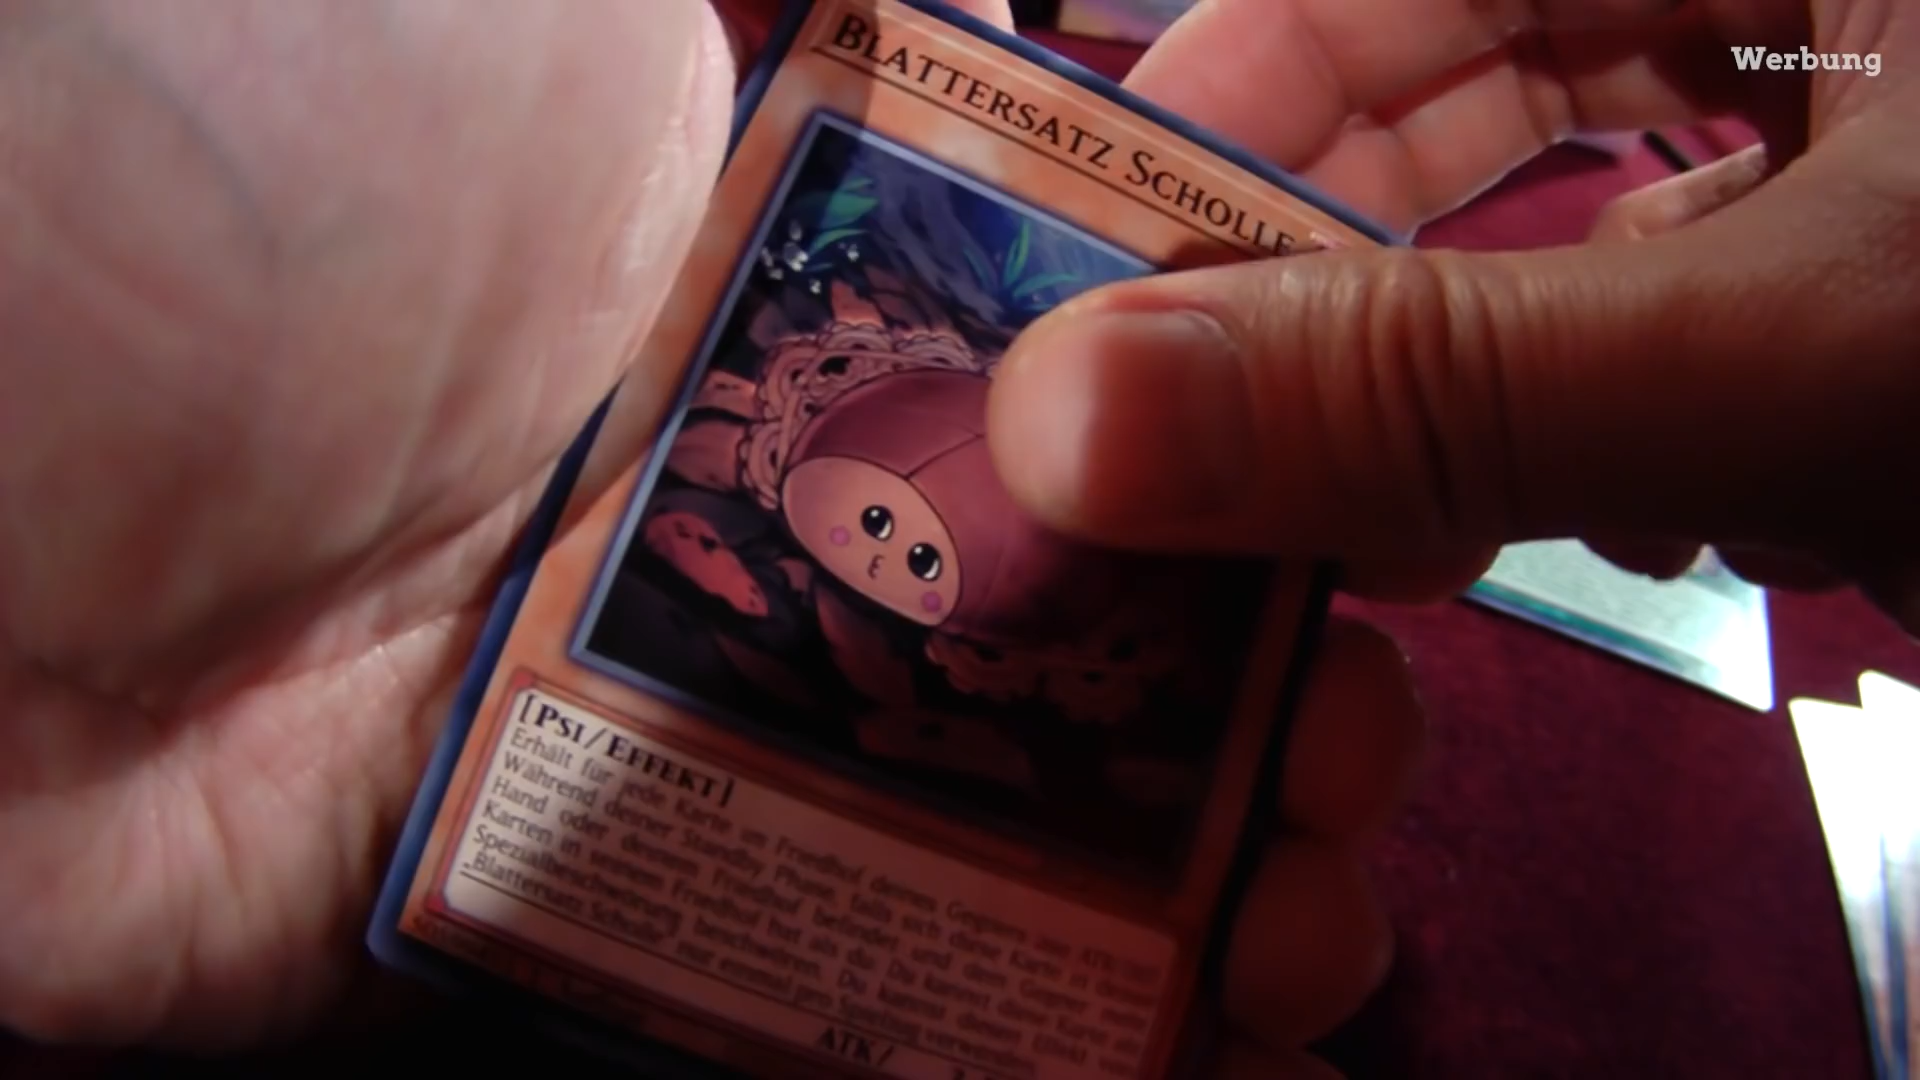 Werbung
BLATTERSATZ SCHOLLE
[PSI/EFFEKT]
Erhält für jede Karte im Friedhof deines Gegners
Während deiner Standby Phase, falls sich diese Karte in deiner
Hand oder deinem Friedhof befindet und dein Gegner mehr
Karten in seinem Friedhof hat als du: Du kannst diese Karte als
Spezialbeschwörung beschwören. Du kannst diesen Effekt von
„Blattersatz Scholle" nur einmal pro Spielzug verwenden.
ATK/